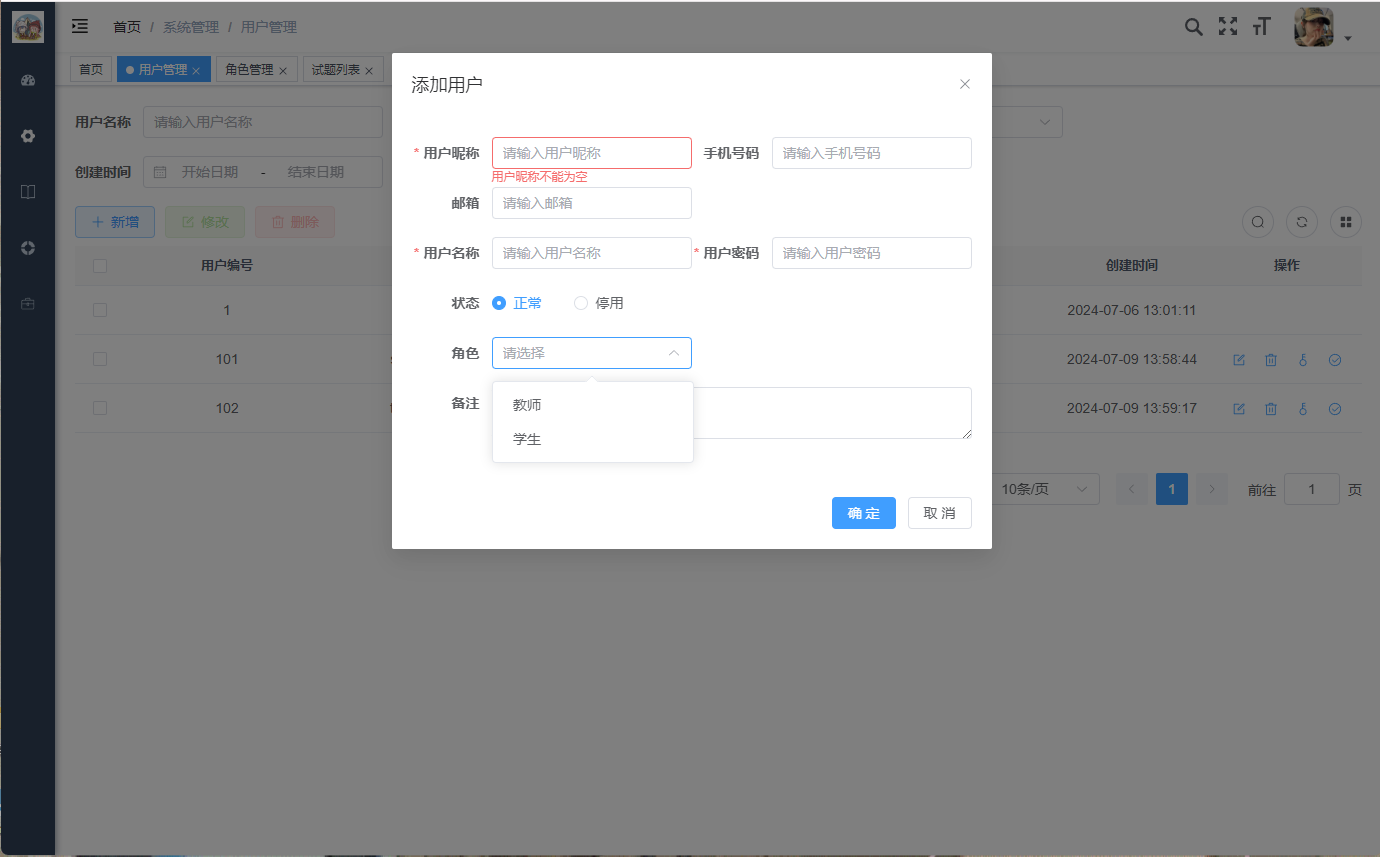 首页 / 系统管理 / 用户管理
首页 用户管理 角色管理 试题列表
用户名称 请输入用户名称
创建时间 开始日期 - 结束日期
新增 修改 删除
用户编号 创建时间 操作
1 2024-07-06 13:01:11
101 2024-07-09 13:58:44
102 2024-07-09 13:59:17
10条/页 1 前往 1 页
添加用户
* 用户昵称 请输入用户昵称 手机号码 请输入手机号码
用户昵称不能为空
邮箱 请输入邮箱
* 用户名称 请输入用户名称 * 用户密码 请输入用户密码
状态 正常 停用
角色 请选择
备注
教师
学生
确 定 取 消